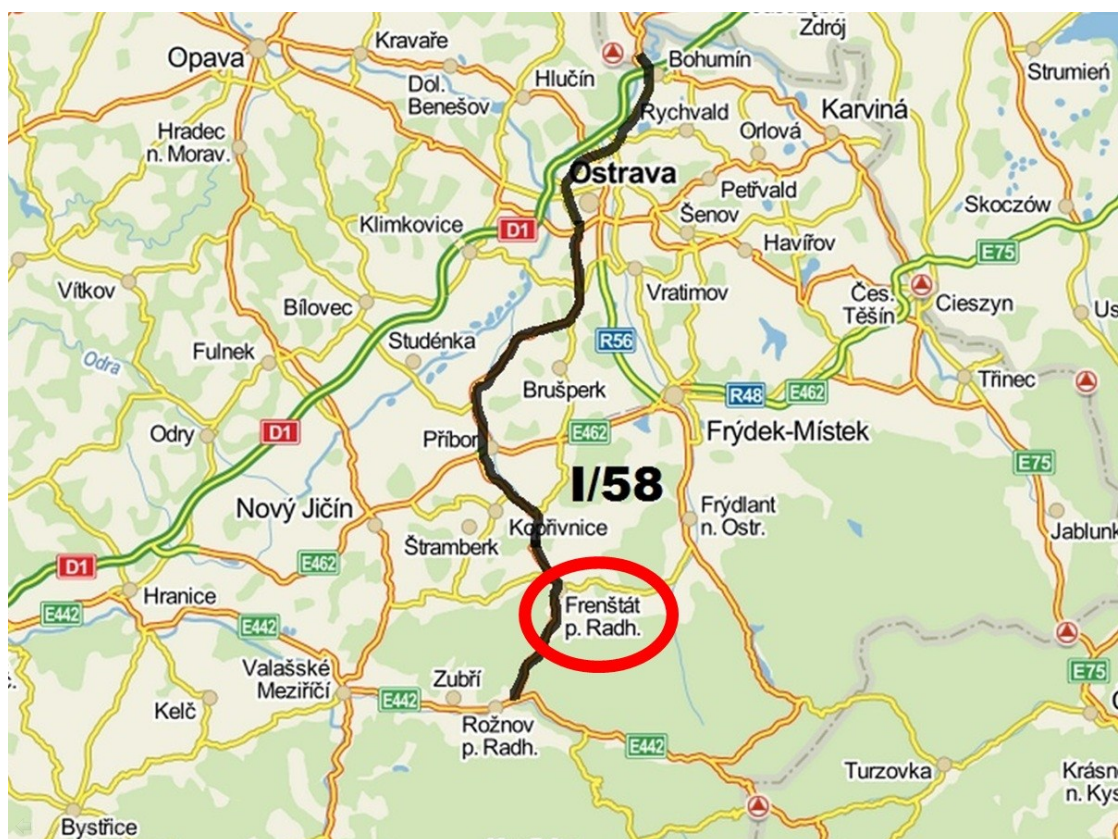 Zdrój
Kravaře
Opava
Bohumín
Strumień
Hlučín
Dol.
Benešov
Rychvald
Karviná
Hradec
n. Morav.
Orlová
Ostrava
Petřvald
Skoczów
Klimkovice
D1
Šenov
Havířov
E75
Vítkov
Vratimov
Čes.
Těšín
Cieszyn
Bílovec
Studénka
R56
Fulnek
Odra
Brušperk
Třinec
R48
E462
D1
Odry
Příbor
E462
Frýdek-Místek
E75
I/58
Nový Jičín
Kopřivnice
Frýdlant
n. Ostr.
Jablunk
Štramberk
E462
D1
Hranice
Frenštát
p. Radh.
E442
E442
Valašské
Meziříčí
Zubří
E75
Kelč
E442
Rožnov
p. Radh.
E442
Turzovka
Krásno
n. Kys
Bystřice